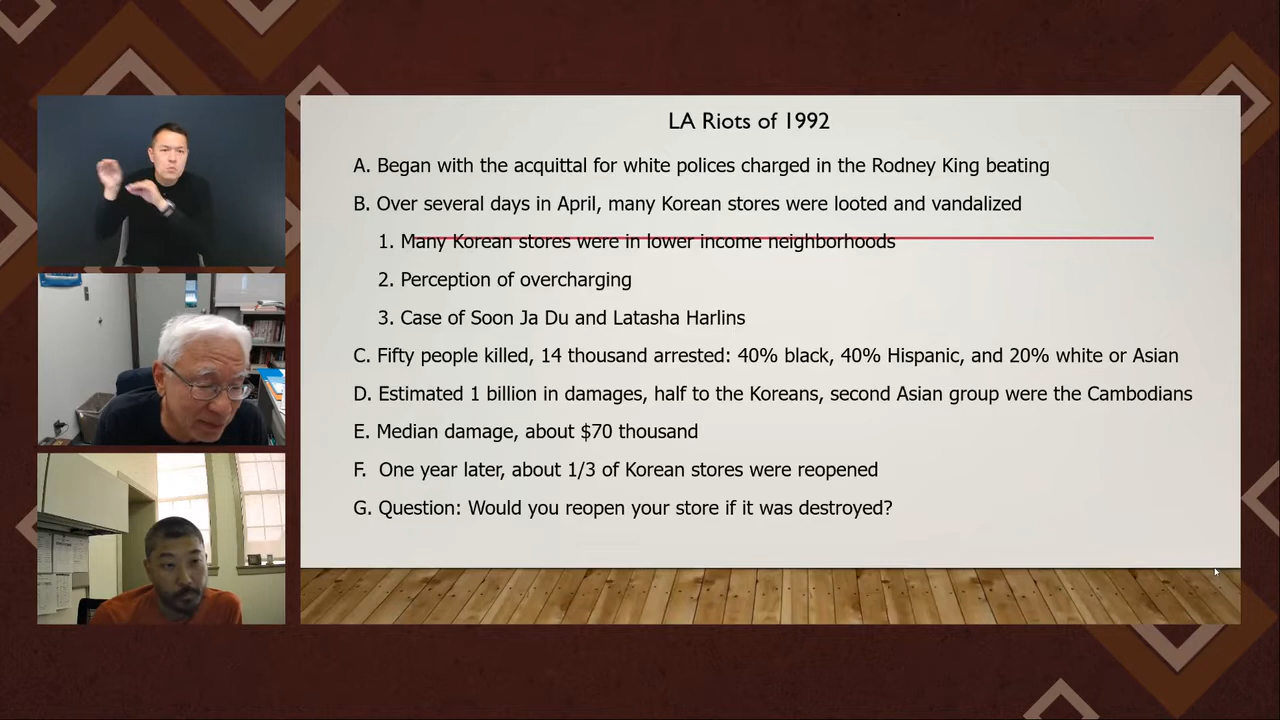 LA Riots of 1992
A. Began with the acquittal for white polices charged in the Rodney King beating
B. Over several days in April, many Korean stores were looted and vandalized
1. Many Korean stores were in lower income neighborhoods
2. Perception of overcharging
3. Case of Soon Ja Du and Latasha Harlins
C. Fifty people killed, 14 thousand arrested: 40% black, 40% Hispanic, and 20% white or Asian
D. Estimated 1 billion in damages, half to the Koreans, second Asian group were the Cambodians
E. Median damage, about $70 thousand
F. One year later, about 1/3 of Korean stores were reopened
G. Question: Would you reopen your store if it was destroyed?